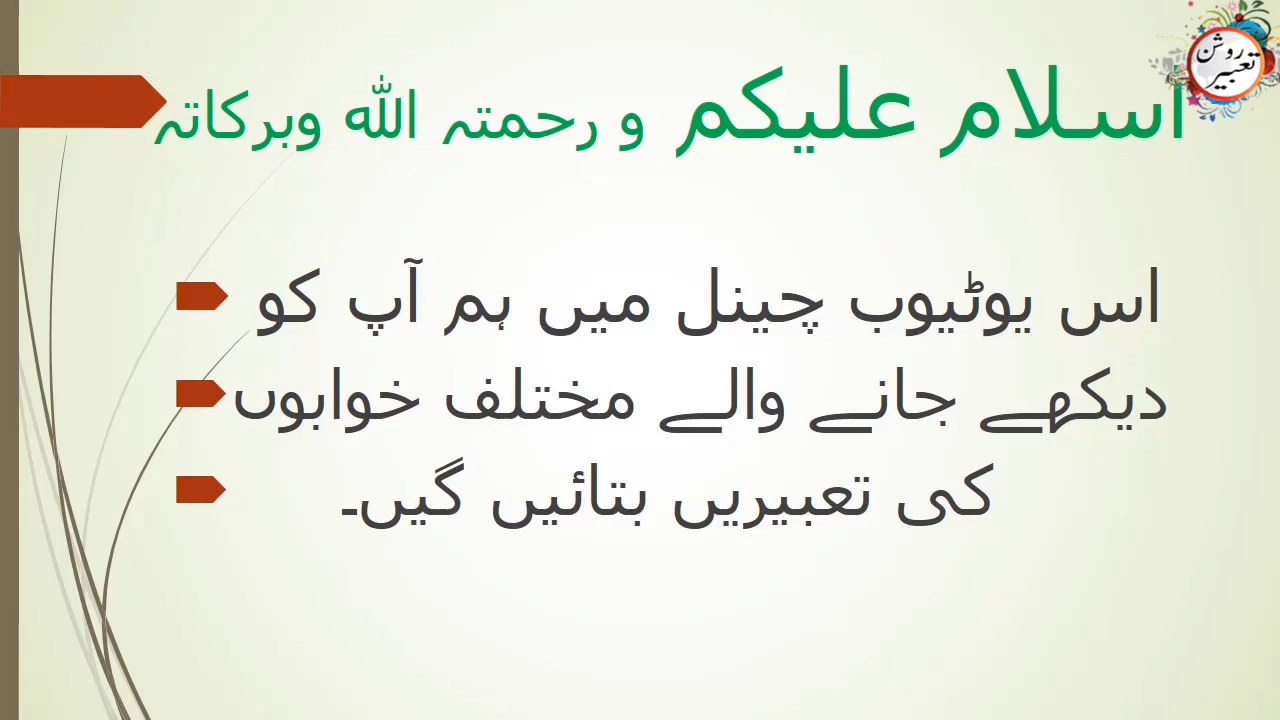 اسلام علیکم و رحمتہ اللہ وبرکاتہ
روشن
تعبیر
اس یوٹیوب چینل میں ہم آپ کو
دیکھے جانے والے مختلف خوابوں
کی تعبیریں بتائیں گیں۔